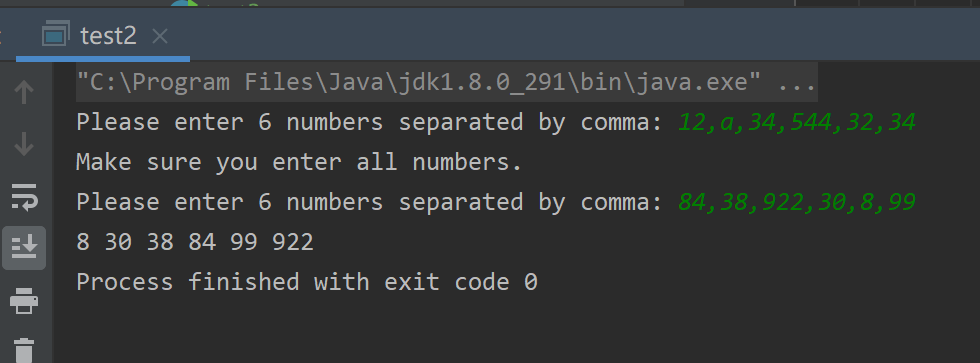 test2
"C:\Program Files\Java\jdk1.8.0_291\bin\java.exe" ...
Please enter 6 numbers separated by comma: 12,a,34,544,32,34
Make sure you enter all numbers.
Please enter 6 numbers separated by comma: 84,38,922,30,8,99
8 30 38 84 99 922
Process finished with exit code 0